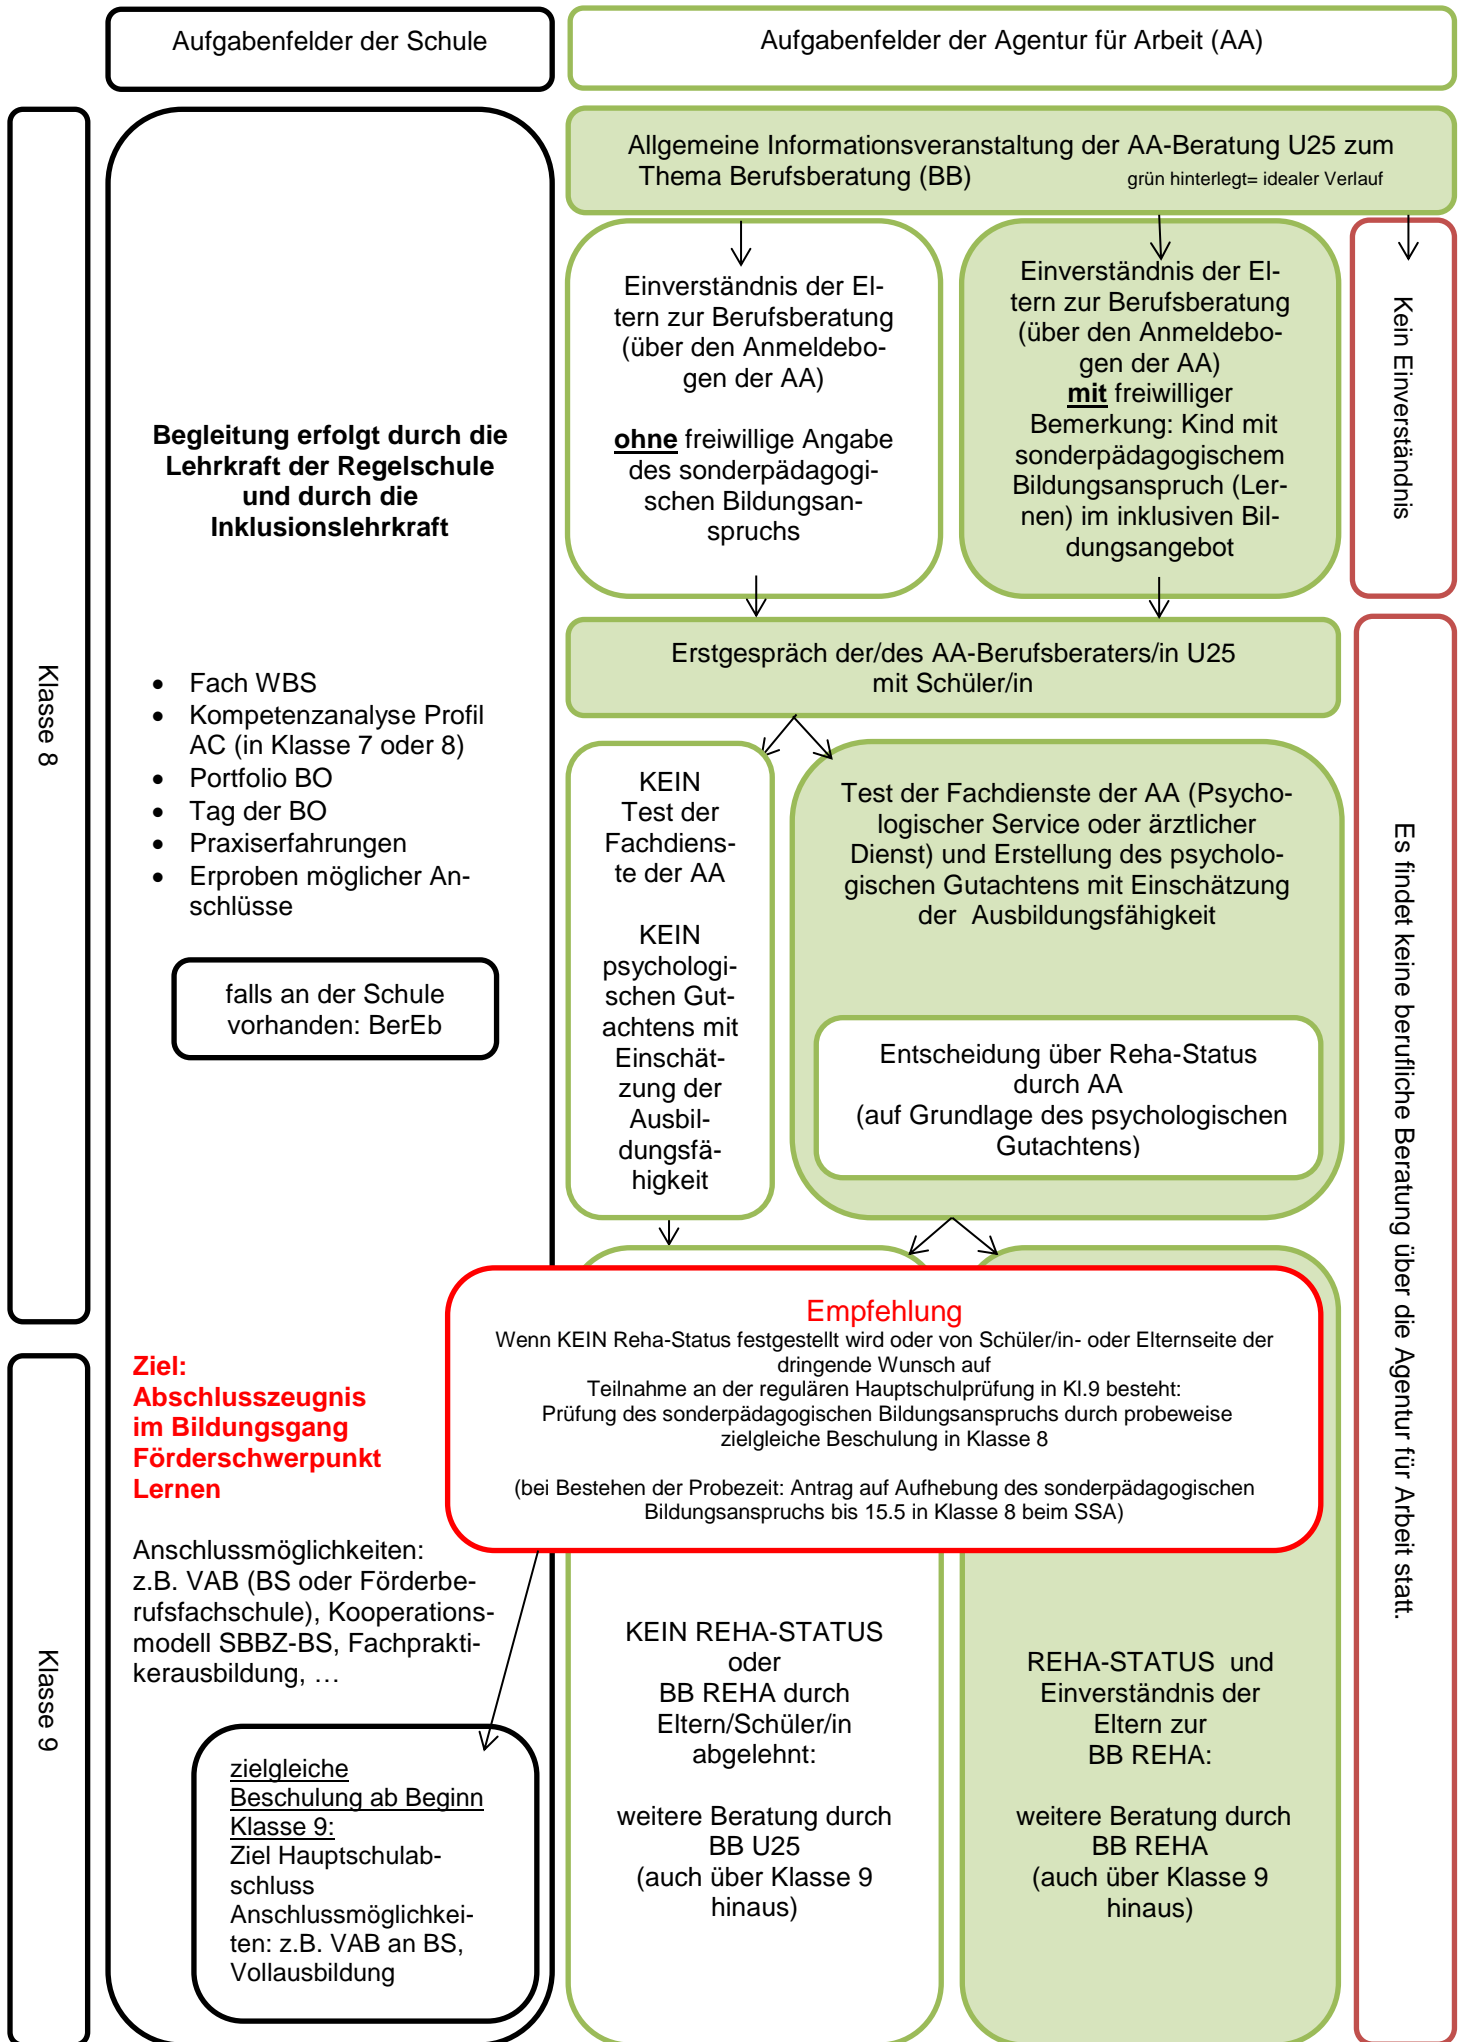 Aufgabenfelder der Schule
Aufgabenfelder der Agentur für Arbeit (AA)
Klasse 8
Begleitung erfolgt durch die
Lehrkraft der Regelschule
und durch die
Inklusionslehrkraft
• Fach WBS
• Kompetenzanalyse Profil
AC (in Klasse 7 oder 8)
• Portfolio BO
• Tag der BO
• Praxiserfahrungen
• Erproben möglicher An-
schlüsse
falls an der Schule
vorhanden: BerEb
Allgemeine Informationsveranstaltung der AA-Beratung U25 zum
Thema Berufsberatung (BB) grün hinterlegt= idealer Verlauf
Einverständnis der El-
tern zur Berufsberatung
(über den Anmeldebo-
gen der AA)
ohne freiwillige Angabe
des sonderpädagogi-
schen Bildungsan-
spruchs
Einverständnis der El-
tern zur Berufsberatung
(über den Anmeldebo-
gen der AA)
mit freiwilliger
Bemerkung: Kind mit
sonderpädagogischem
Bildungsanspruch (Ler-
nen) im inklusiven Bil-
dungsangebot
Kein Einverständnis
Erstgespräch der/des AA-Berufsberaters/in U25
mit Schüler/in
KEIN
Test der
Fachdiens-
te der AA
KEIN
psychologi-
schen Gut-
achtens mit
Einschät-
zung der
Ausbil-
dungsfä-
higkeit
Test der Fachdienste der AA (Psycho-
logischer Service oder ärztlicher
Dienst) und Erstellung des psycholo-
gischen Gutachtens mit Einschätzung
der Ausbildungsfähigkeit
Entscheidung über Reha-Status
durch AA
(auf Grundlage des psychologischen
Gutachtens)
Es findet keine berufliche Beratung über die Agentur für Arbeit statt.
Empfehlung
Wenn KEIN Reha-Status festgestellt wird oder von Schüler/in- oder Elternseite der
dringende Wunsch auf
Teilnahme an der regulären Hauptschulprüfung in Kl.9 besteht:
Prüfung des sonderpädagogischen Bildungsanspruchs durch probeweise
zielgleiche Beschulung in Klasse 8
(bei Bestehen der Probezeit: Antrag auf Aufhebung des sonderpädagogischen
Bildungsanspruchs bis 15.5 in Klasse 8 beim SSA)
Klasse 9
Ziel:
Abschlusszeugnis
im Bildungsgang
Förderschwerpunkt
Lernen
Anschlussmöglichkeiten:
z.B. VAB (BS oder Förderbe-
rufsfachschule), Kooperations-
modell SBBZ-BS, Fachprakti-
kerausbildung, …
zielgleiche
Beschulung ab Beginn
Klasse 9:
Ziel Hauptschulab-
schluss
Anschlussmöglichkei-
ten: z.B. VAB an BS,
Vollausbildung
KEIN REHA-STATUS
oder
BB REHA durch
Eltern/Schüler/in
abgelehnt:
weitere Beratung durch
BB U25
(auch über Klasse 9
hinaus)
REHA-STATUS und
Einverständnis der
Eltern zur
BB REHA:
weitere Beratung durch
BB REHA
(auch über Klasse 9
hinaus)